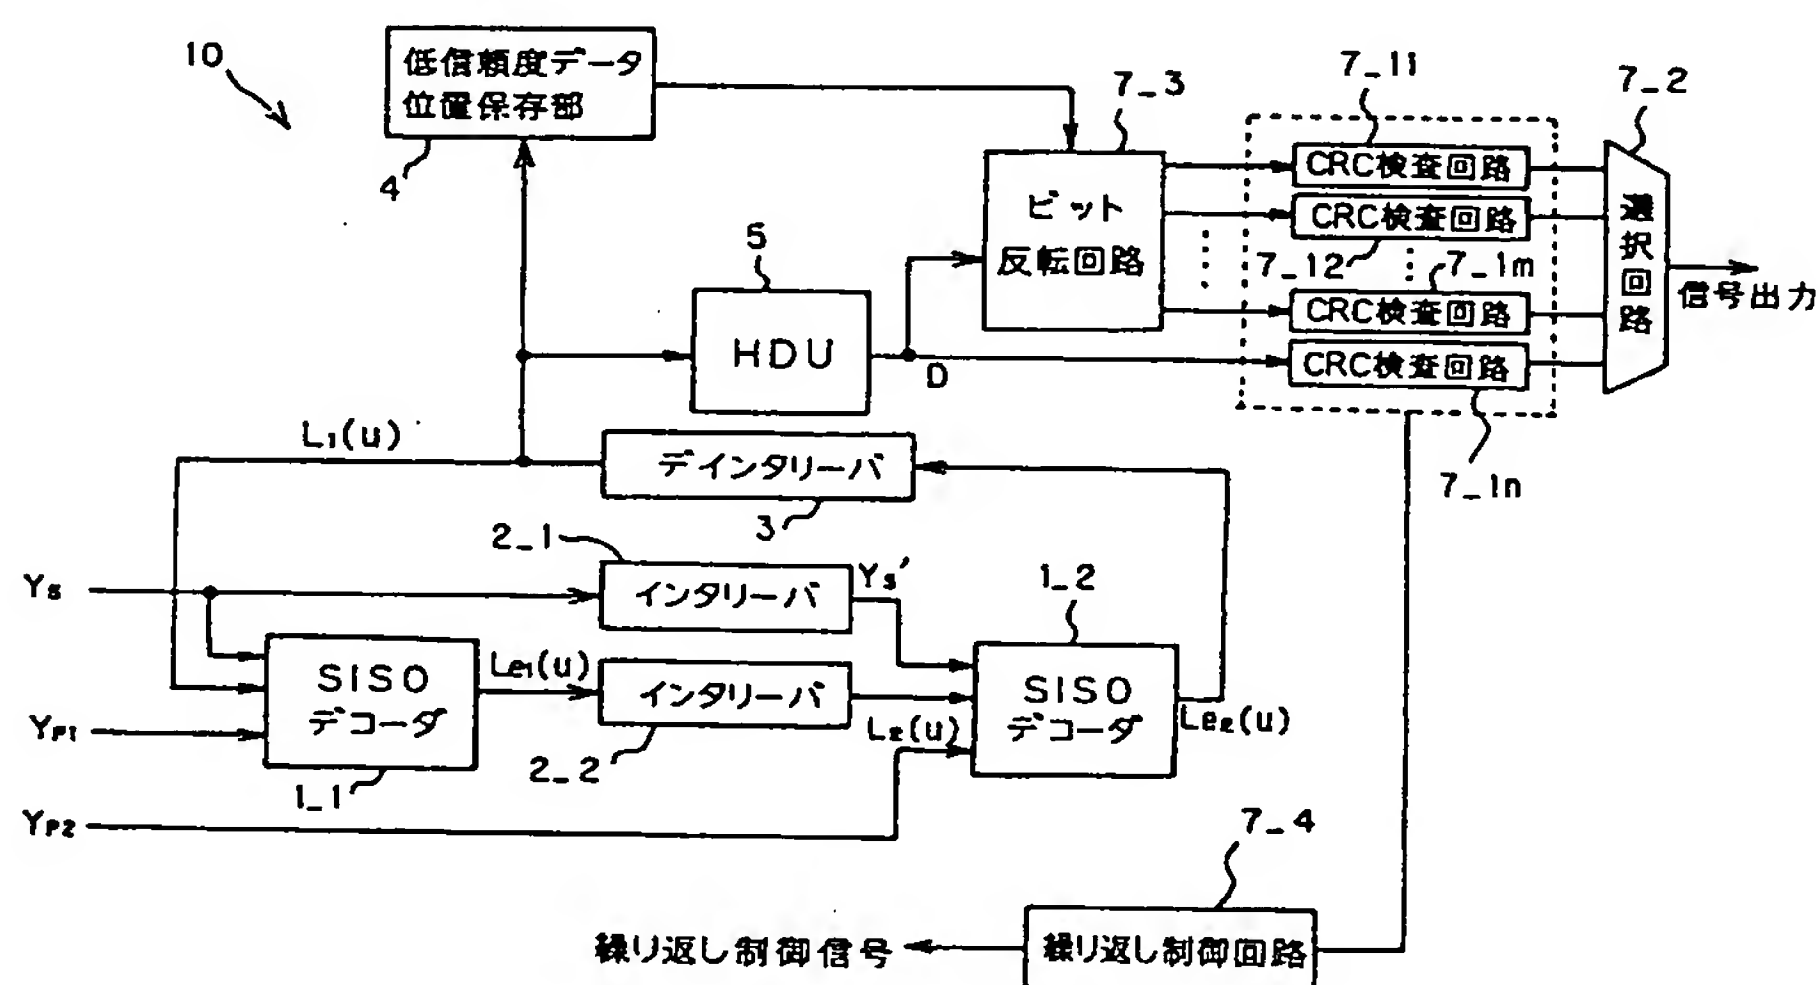 10
低信頼度データ
位置保存部
4
7_3
7_11
7_2
ビット
反転回路
CRC検査回路
CRC検査回路
7_12
7_1m
CRC検査回路
CRC検査回路
7_1n
選択回路
信号出力
5
HDU
D
L1(u)
デインタリーバ
3
2_1
Ys
インタリーバ
Ys'
1_2
SISO
デコーダ
Le1(u)
インタリーバ
2_2
SISO
デコーダ
L2(u)
Le2(u)
YP1
1_1
YP2
7_4
繰り返し制御信号
繰り返し制御回路